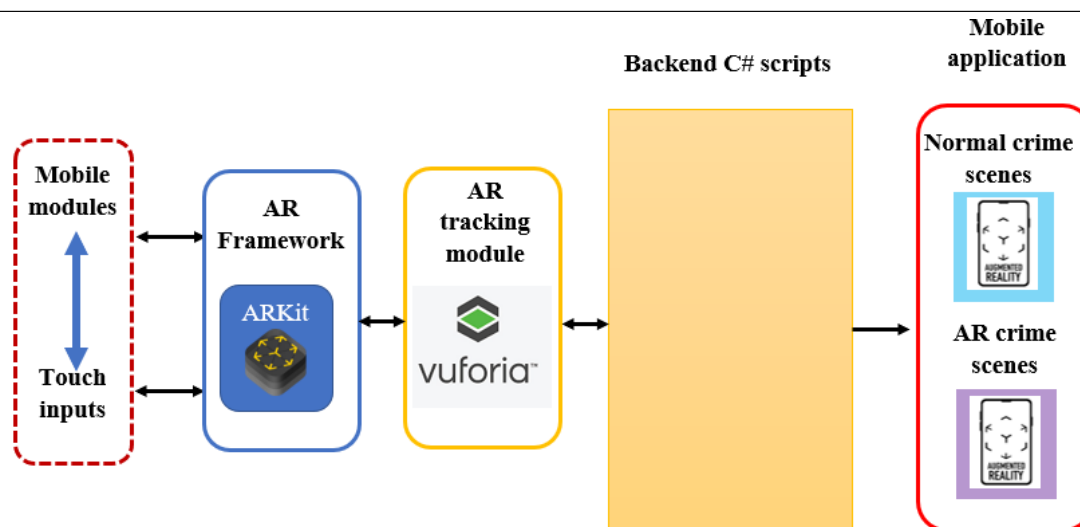 Mobile
application
Backend C# scripts
Mobile
modules
Touch
inputs
AR
Framework
ARKit
AR
tracking
module
vuforia™
Normal crime
scenes
AUGMENTED
REALITY
AR crime
scenes
AUGMENTED
REALITY